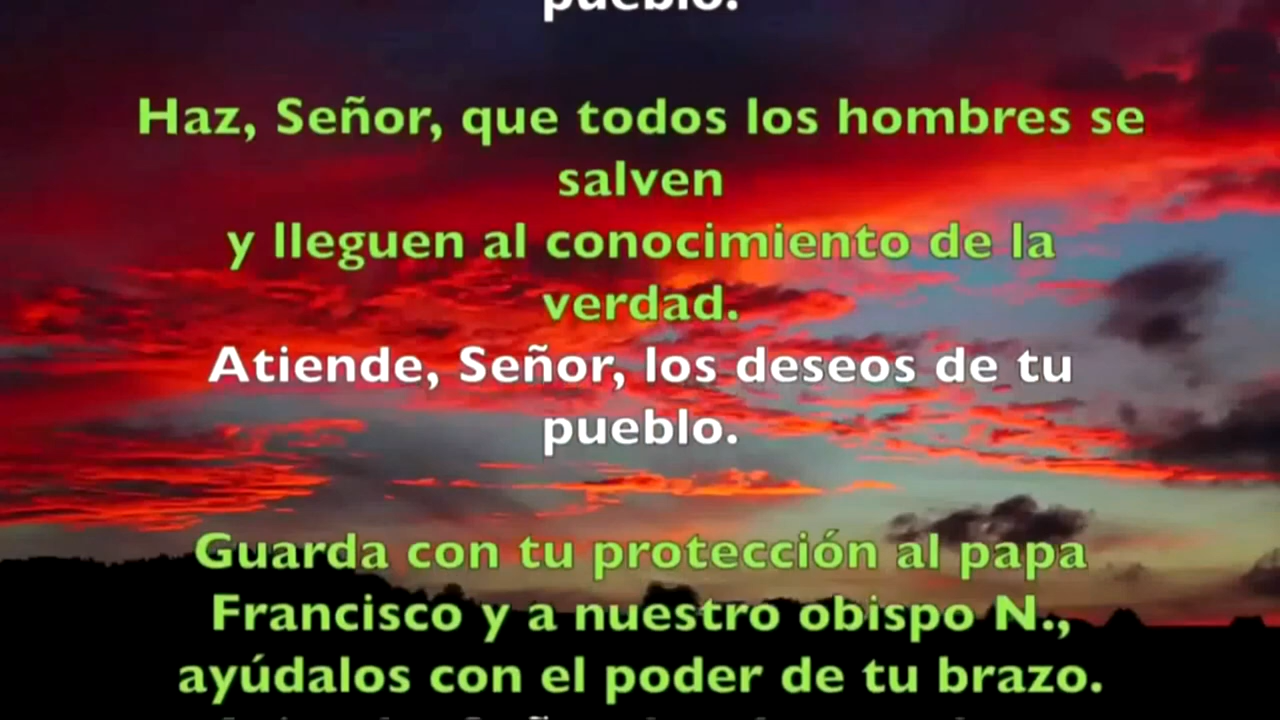 pueblo.
Haz, Señor, que todos los hombres se
salven
y lleguen al conocimiento de la
verdad.
Atiende, Señor, los deseos de tu
pueblo.
Guarda con tu protección al papa
Francisco y a nuestro obispo N.,
ayúdalos con el poder de tu brazo.